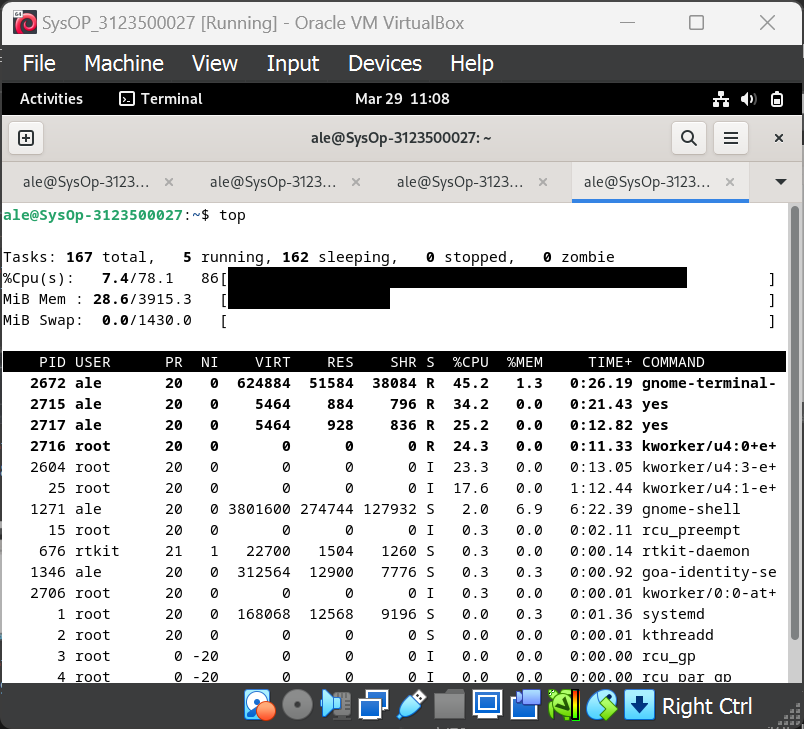 SysOP_3123500027 [Running] - Oracle VM VirtualBox
File Machine View Input Devices Help
Activities Terminal Mar 29 11:08
ale@SysOp-3123500027: ~
ale@SysOp-3123... ale@SysOp-3123... ale@SysOp-3123... ale@SysOp-3123...
ale@SysOp-3123500027:~$ top
Tasks: 167 total, 5 running, 162 sleeping, 0 stopped, 0 zombie
%Cpu(s): 7.4/78.1 86[ ]
MiB Mem : 28.6/3915.3 [ ]
MiB Swap: 0.0/1430.0 [ ]
PID USER PR NI VIRT RES SHR S %CPU %MEM TIME+ COMMAND
2672 ale 20 0 624884 51584 38084 R 45.2 1.3 0:26.19 gnome-terminal-
2715 ale 20 0 5464 884 796 R 34.2 0.0 0:21.43 yes
2717 ale 20 0 5464 928 836 R 25.2 0.0 0:12.82 yes
2716 root 20 0 0 0 0 R 24.3 0.0 0:11.33 kworker/u4:0+e+
2604 root 20 0 0 0 0 I 23.3 0.0 0:13.05 kworker/u4:3-e+
25 root 20 0 0 0 0 I 17.6 0.0 1:12.44 kworker/u4:1-e+
1271 ale 20 0 3801600 274744 127932 S 2.0 6.9 6:22.39 gnome-shell
15 root 20 0 0 0 0 I 0.3 0.0 0:02.11 rcu_preempt
676 rtkit 21 1 22700 1504 1260 S 0.3 0.0 0:00.14 rtkit-daemon
1346 ale 20 0 312564 12900 7776 S 0.3 0.3 0:00.92 goa-identity-se
2706 root 20 0 0 0 0 I 0.3 0.0 0:00.01 kworker/0:0-at+
1 root 20 0 168068 12568 9196 S 0.0 0.3 0:01.36 systemd
2 root 20 0 0 0 0 S 0.0 0.0 0:00.01 kthreadd
3 root 0 -20 0 0 0 I 0.0 0.0 0:00.00 rcu_gp
4 root 0 -20 0 0 0 I 0.0 0.0 0:00.00 rcu_par_gp
Right Ctrl